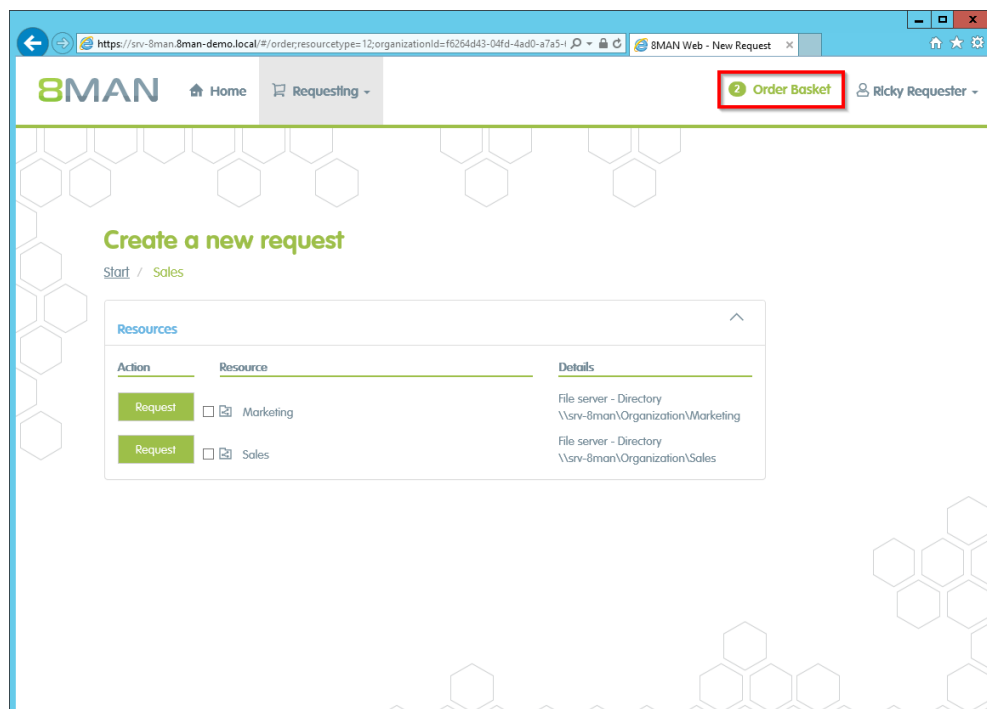 https://srv-8man.8man-demo.local/#/order;resourcetype=12;organizationId=f6264d43-04fd-4ad0-a7a5-
8MAN Web - New Request
8MAN
Home
Requesting
2 Order Basket
Ricky Requester
Create a new request
Start / Sales
Resources
Action Resource Details
Request Marketing File server - Directory
\\srv-8man\Organization\Marketing
Request Sales File server - Directory
\\srv-8man\Organization\Sales